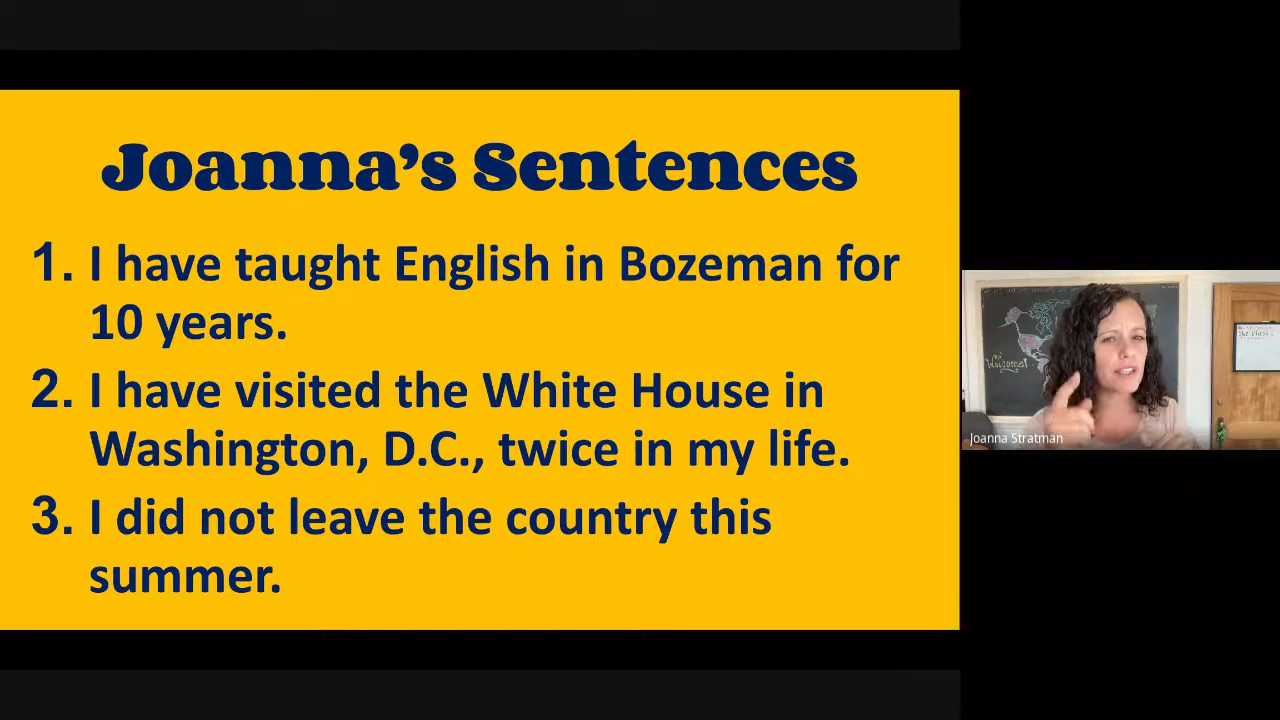 Joanna's Sentences
1. I have taught English in Bozeman for
10 years.
2. I have visited the White House in
Washington, D.C., twice in my life.
3. I did not leave the country this
summer.
Welcome!
Joanna Stratman